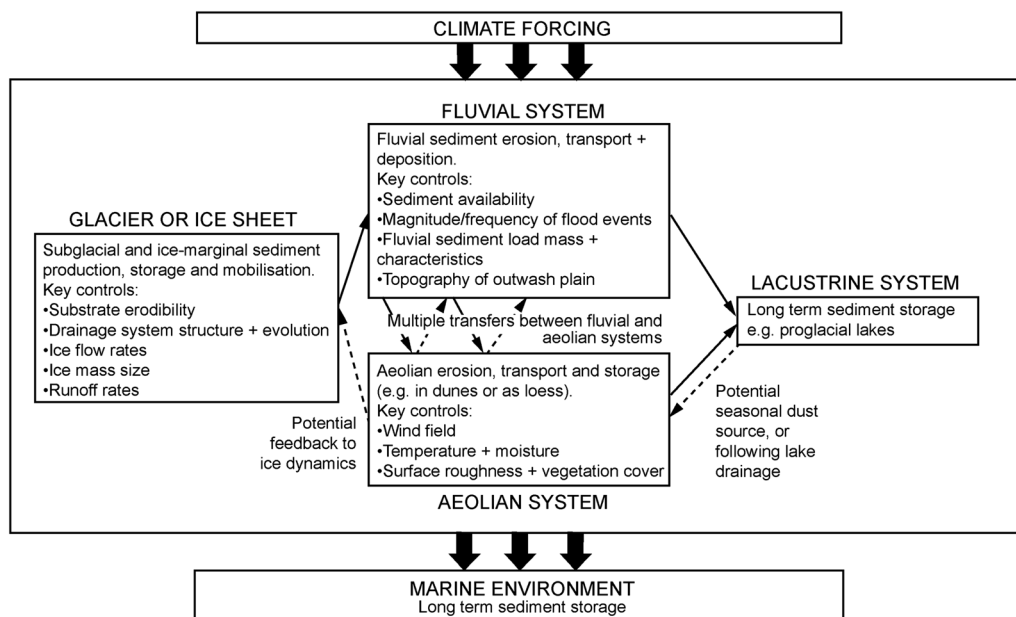 CLIMATE FORCING
FLUVIAL SYSTEM
Fluvial sediment erosion, transport +
deposition.
Key controls:
•Sediment availability
•Magnitude/frequency of flood events
•Fluvial sediment load mass +
characteristics
•Topography of outwash plain
GLACIER OR ICE SHEET
Subglacial and ice-marginal sediment
production, storage and mobilisation.
Key controls:
•Substrate erodibility
•Drainage system structure + evolution
•Ice flow rates
•Ice mass size
•Runoff rates
LACUSTRINE SYSTEM
Long term sediment storage
e.g. proglacial lakes
Multiple transfers between fluvial and
aeolian systems
Aeolian erosion, transport and storage
(e.g. in dunes or as loess).
Key controls:
•Wind field
•Temperature + moisture
•Surface roughness + vegetation cover
AEOLIAN SYSTEM
Potential
feedback to
ice dynamics
Potential
seasonal dust
source, or
following lake
drainage
MARINE ENVIRONMENT
Long term sediment storage